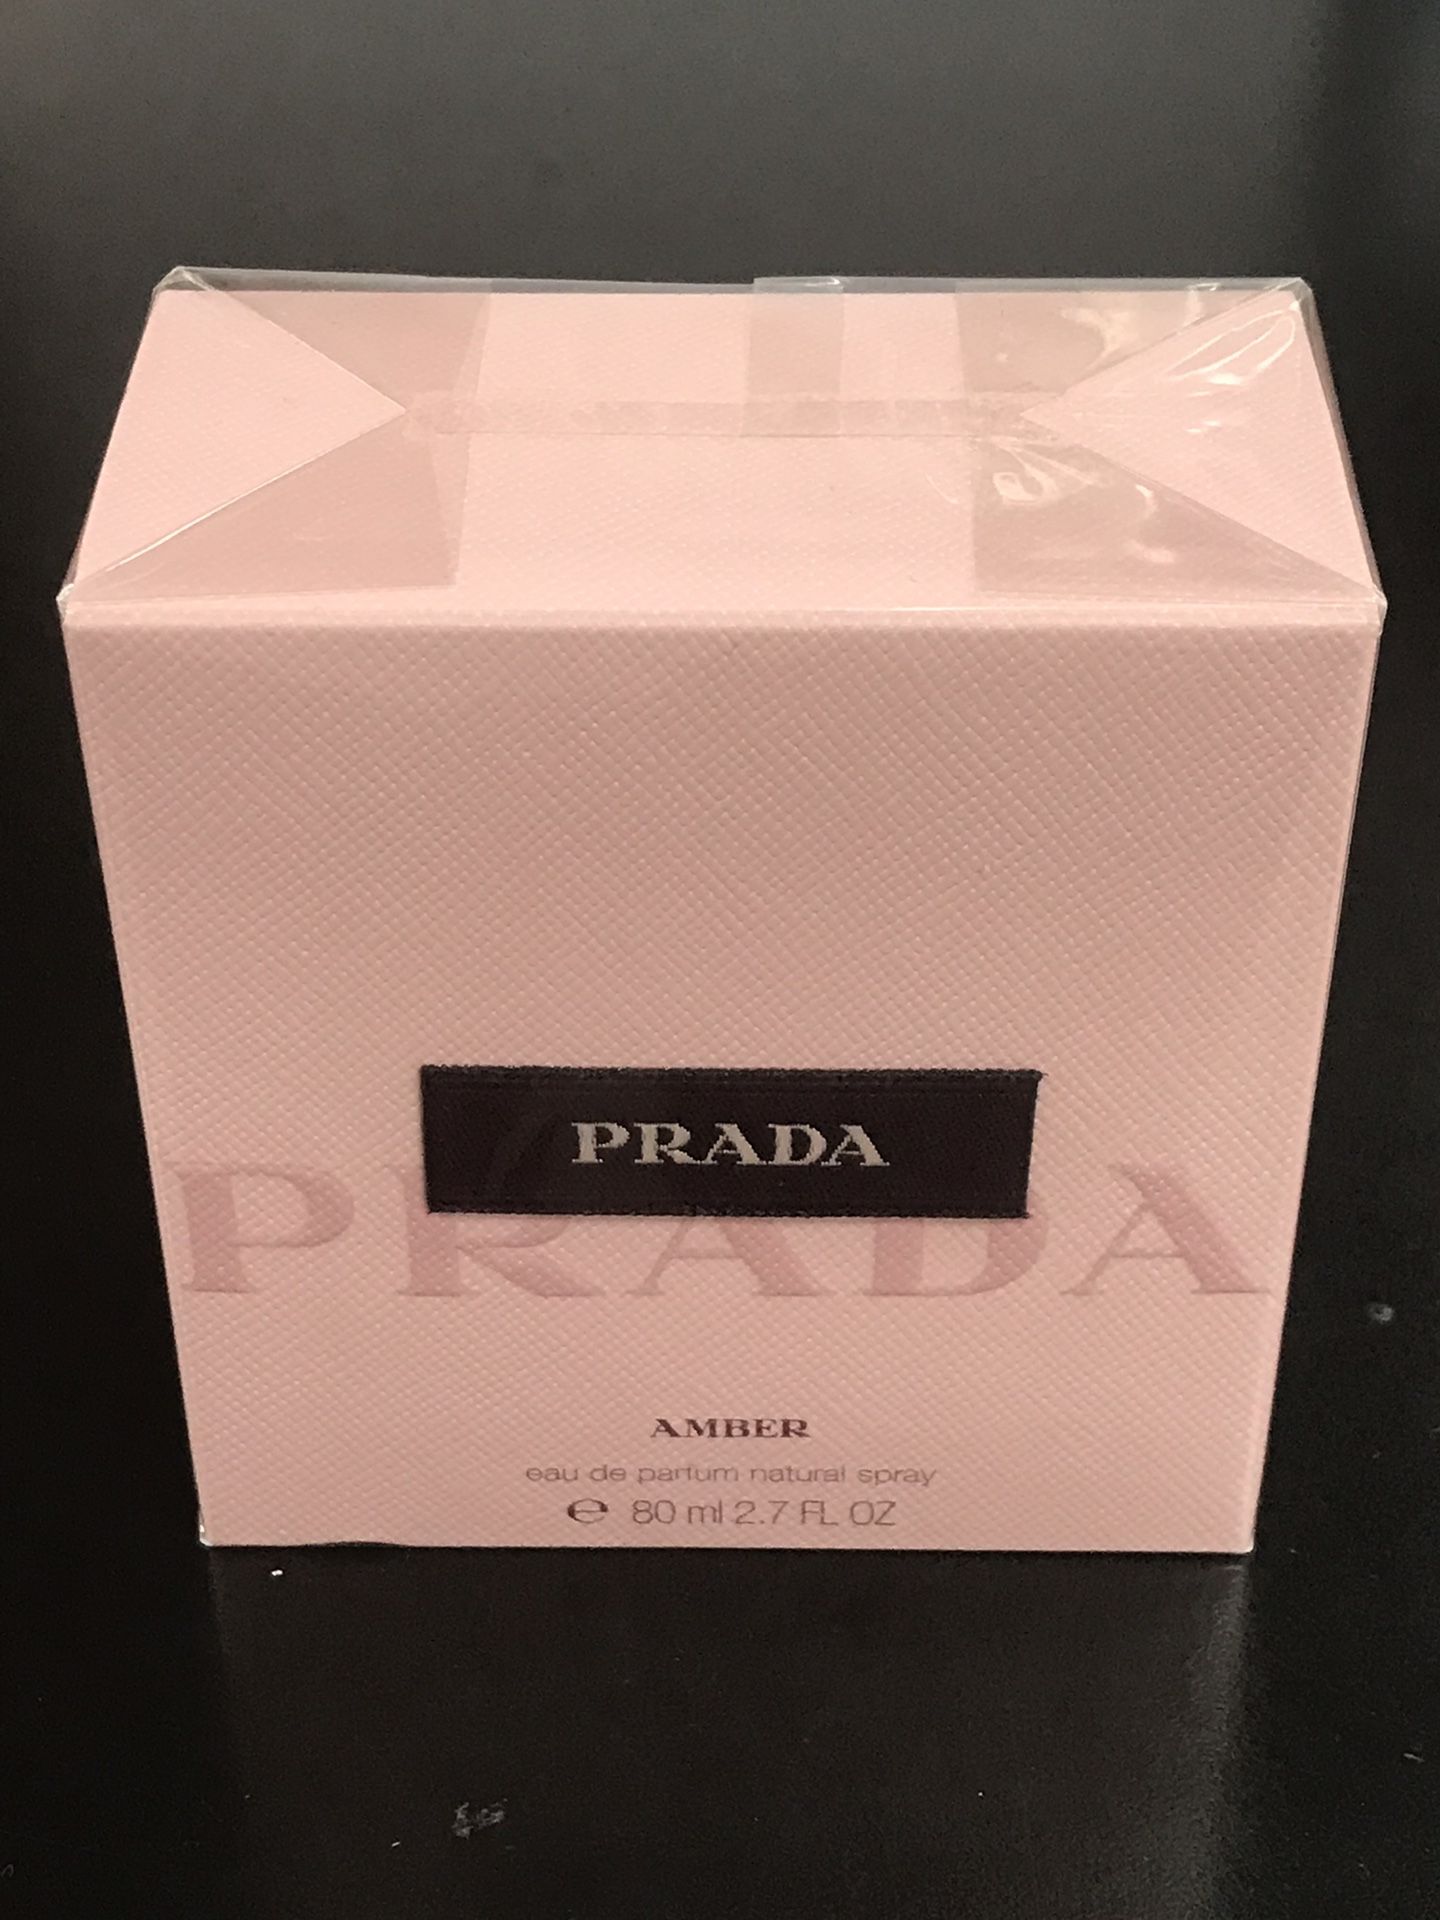 PRADA
PRADA
AMBER
eau de parfum natural spray
℮ 80 ml 2.7 FL OZ